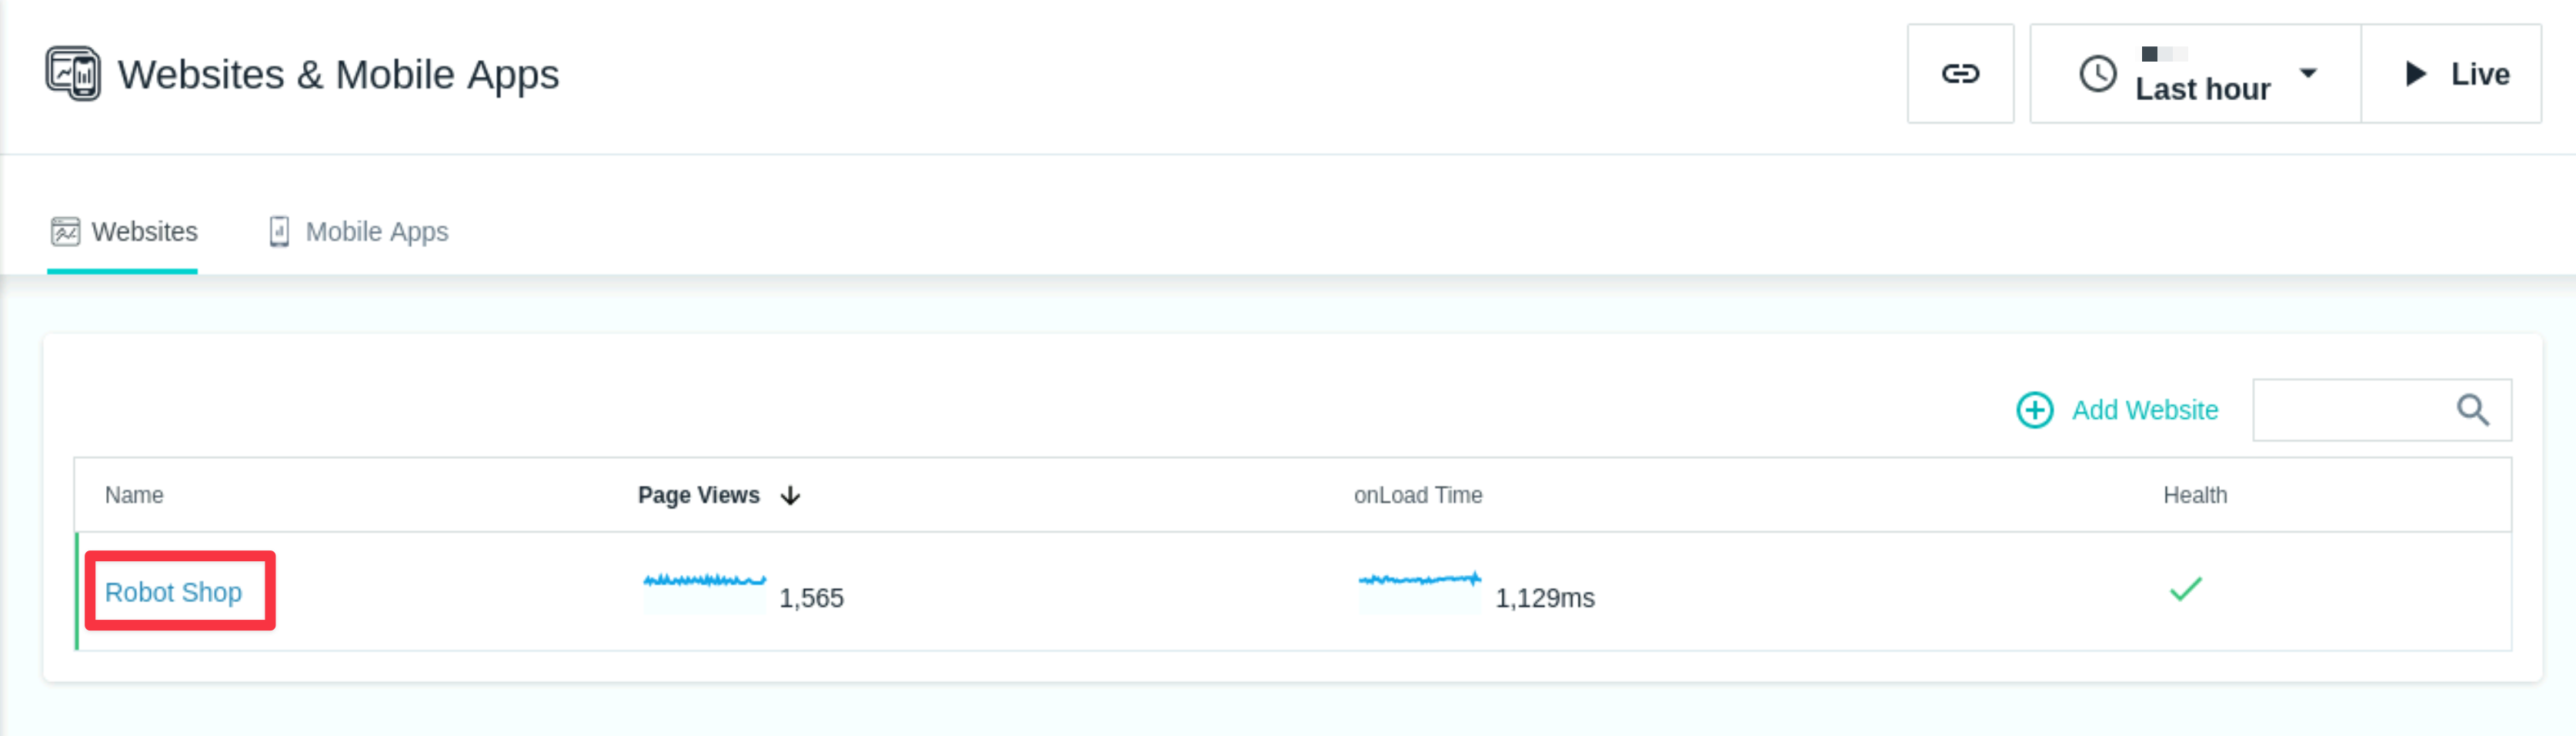 Websites & Mobile Apps
Last hour
Live
Websites
Mobile Apps
Add Website
Name
Page Views
onLoad Time
Health
Robot Shop
1,565
1,129ms